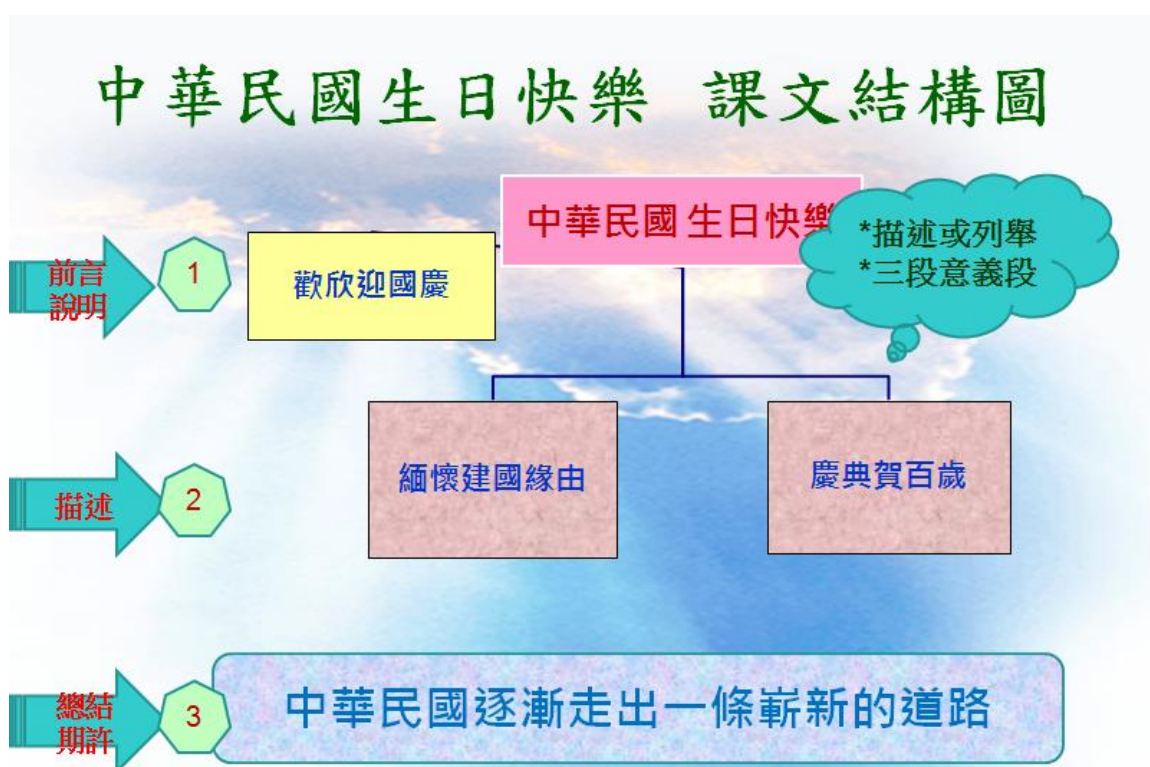 中華民國生日快樂 課文結構圖
中華民國 生日快樂
*描述或列舉
*三段意義段
前言
說明
1
歡欣迎國慶
描述
2
緬懷建國緣由
慶典賀百歲
總結
期許
3
中華民國逐漸走出一條嶄新的道路